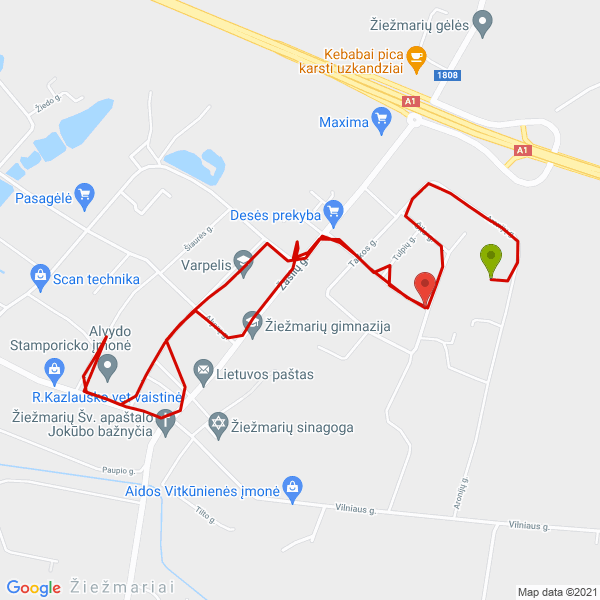 Žiežmarių gėlės
Kebabai pica
karsti uzkandziai
1808
A1
Žiedo g.
Maxima
A1
Pasagėlė
Desės prekyba
Šiaurės g.
Tulpių g.
Taikos g.
Varpelis
Žaslių g.
Scan technika
Žiežmarių gimnazija
Alvydo
Stamporicko įmonė
Lietuvos paštas
R.Kazlausko vet vaistinė
Žiežmarių Šv. apaštalo
Jokūbo bažnyčia
Žiežmarių sinagoga
Paupio g.
Aidos Vitkūnienės įmonė
Aronijų g.
Tilto g.
Vilniaus g.
Vilniaus g.
Google
Žiežmariai
Map data ©2021